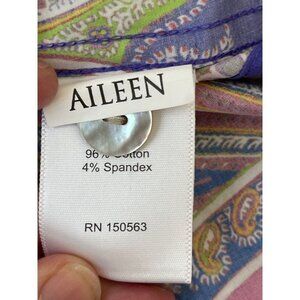 AILEEN
96% Cotton
4% Spandex
RN 150563